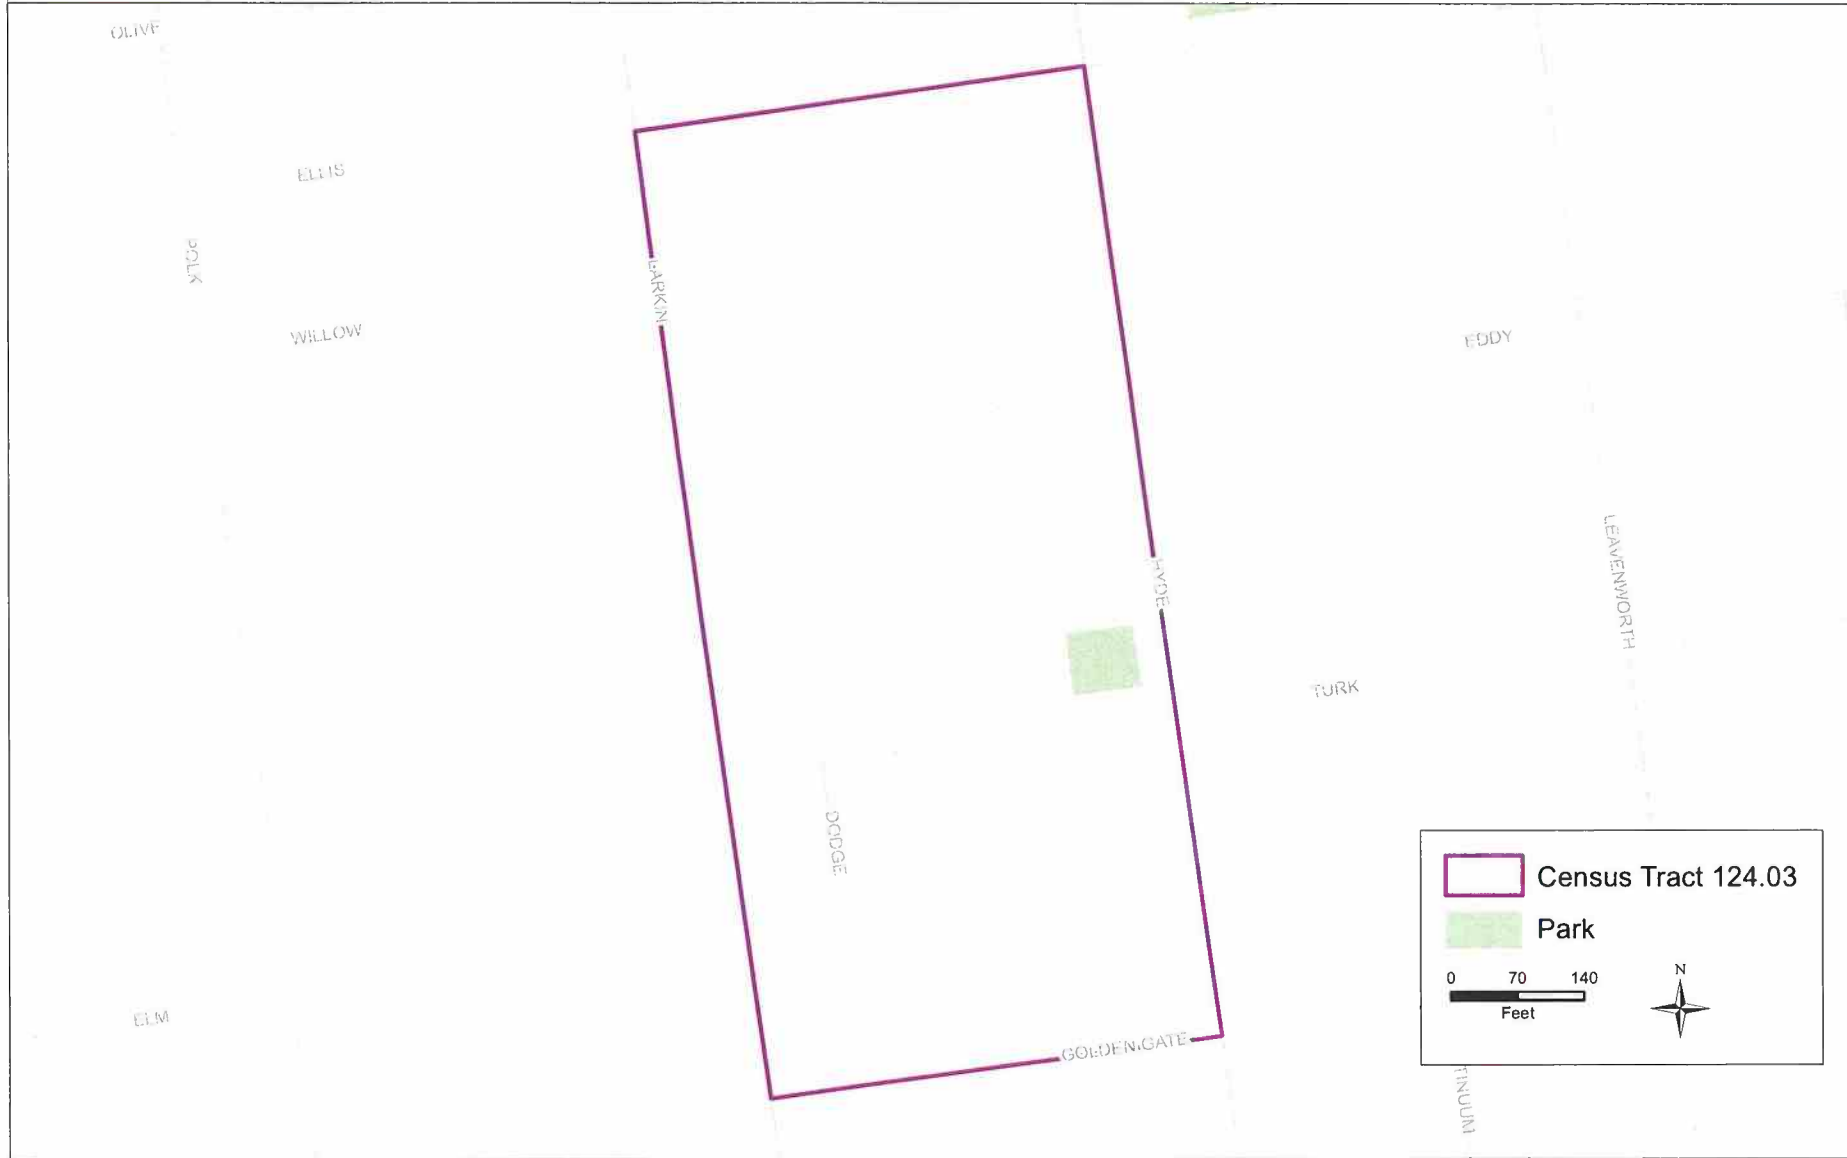 OLIVE
ELLIS
POLK
LARKIN
WILLOW
EDDY
HYDE
LEAVENWORTH
TURK
DODGE
Census Tract 124.03
Park
0 70 140
Feet
N
ELM
GOLDEN GATE
TINUUM